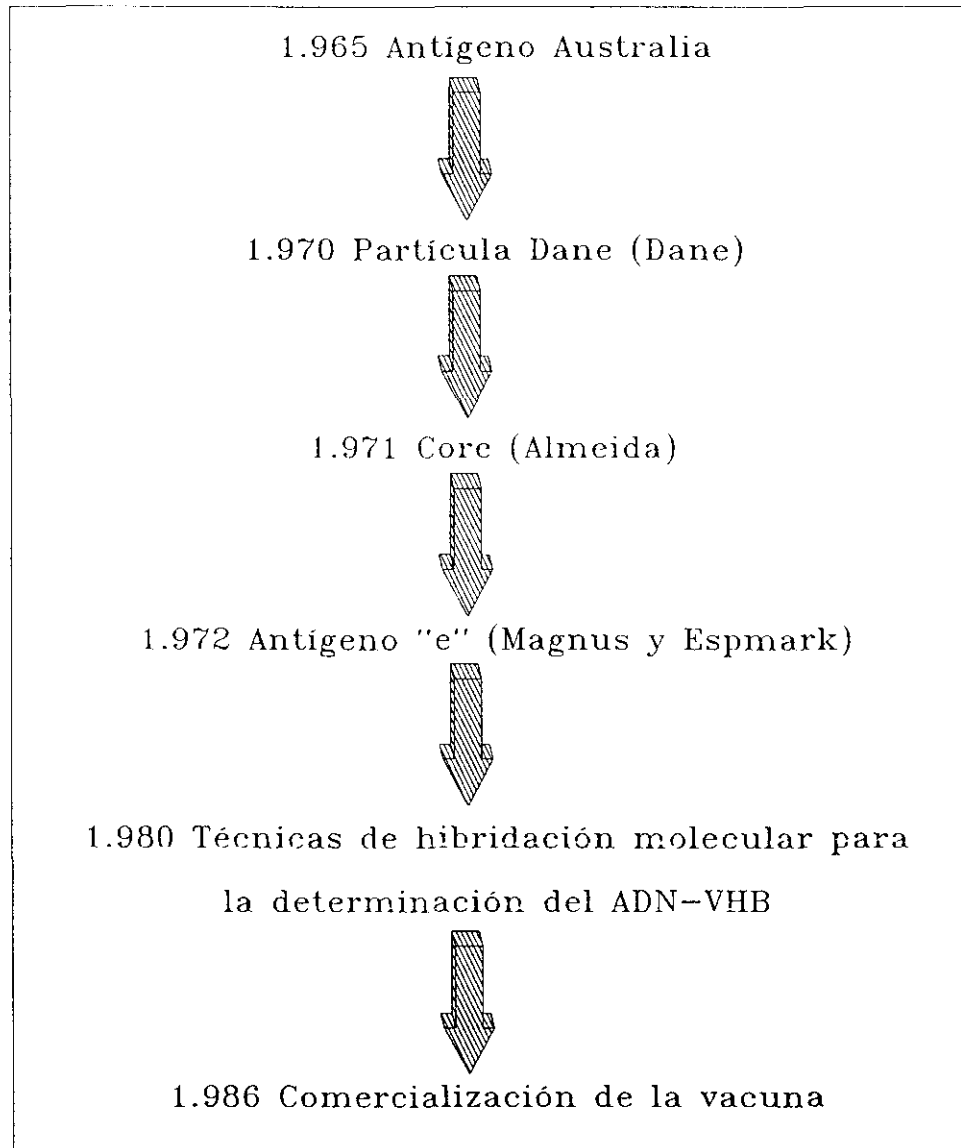 1.965 Antígeno Australia
1.970 Partícula Dane (Dane)
1.971 Core (Almeida)
1.972 Antígeno "e" (Magnus y Espmark)
1.980 Técnicas de hibridación molecular para
la determinación del ADN-VHB
1.986 Comercialización de la vacuna